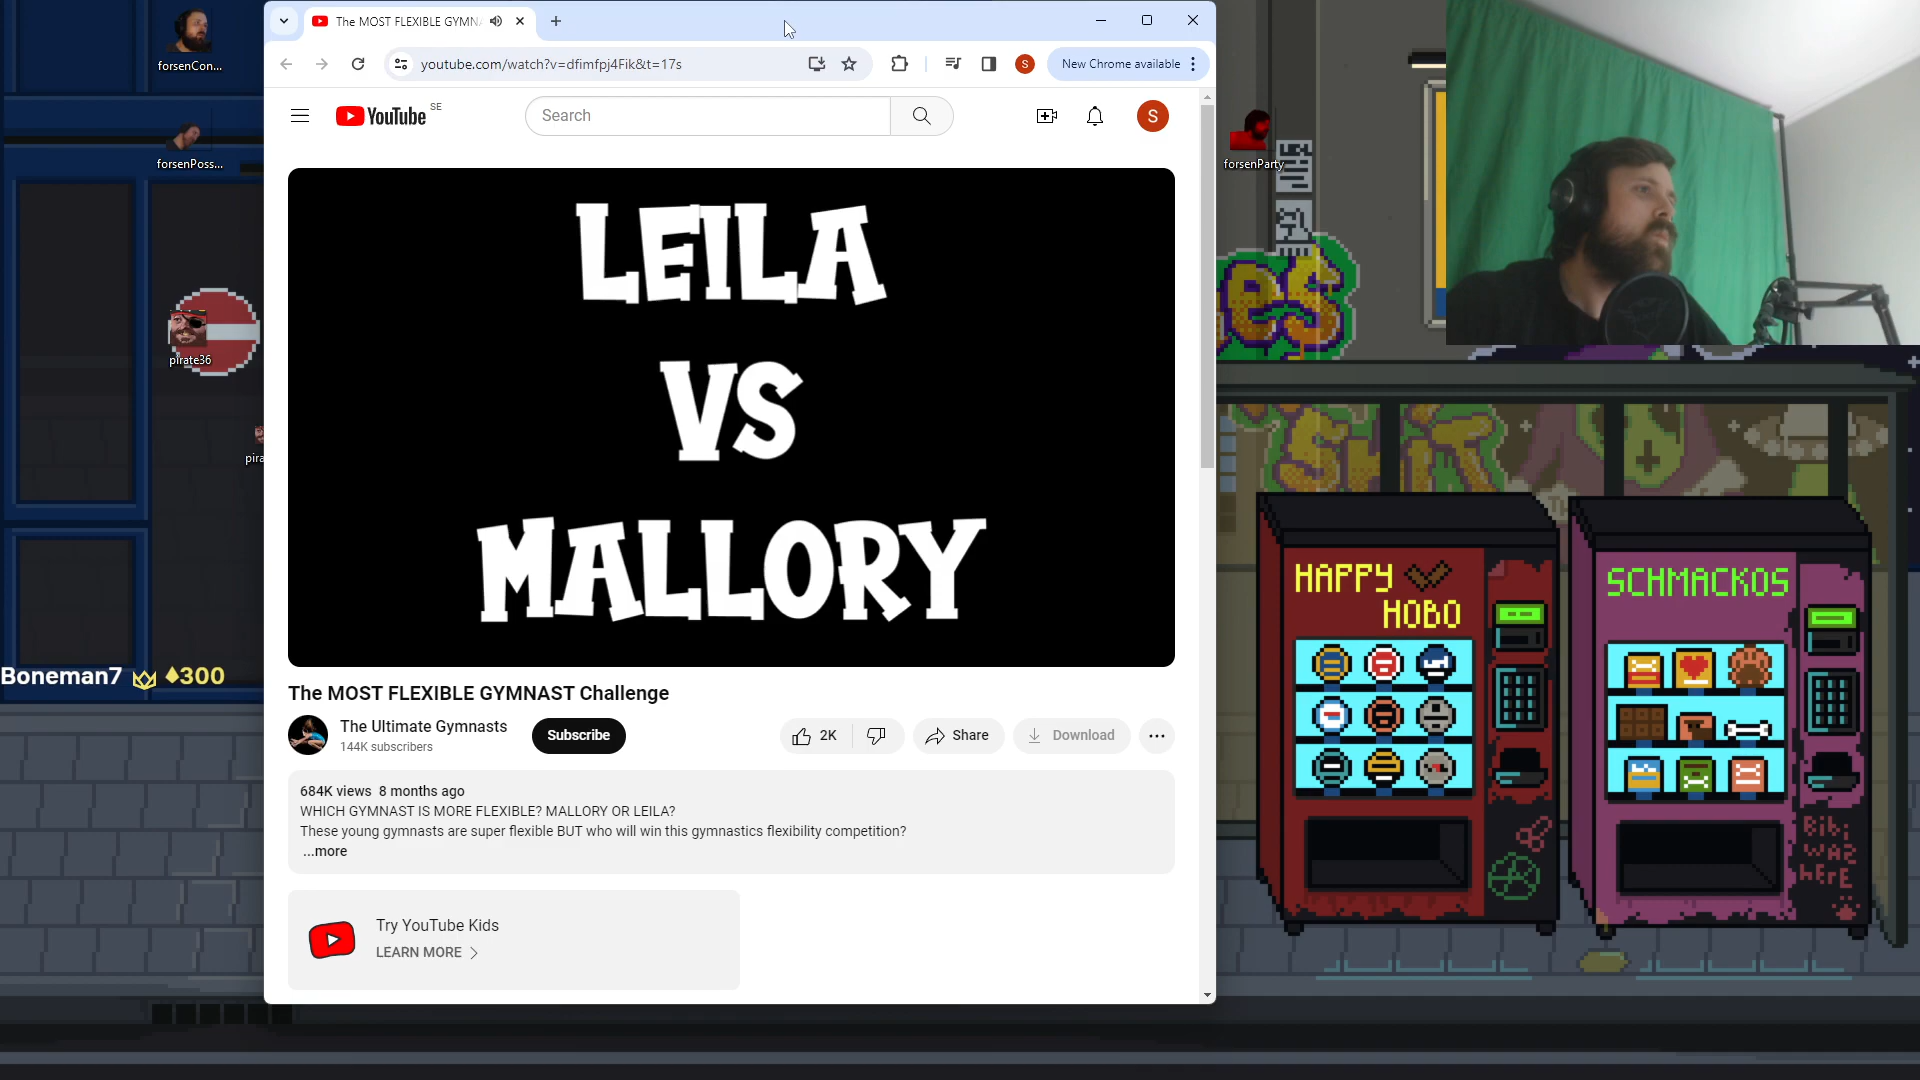 forsenCon...
forsenPoss...
pirate36
pira
Boneman7 300
The MOST FLEXIBLE GYMN
youtube.com/watch?v=dfimfpj4Fik&t=17s
S
New Chrome available
YouTube SE
Search
S
LEILA
VS
MALLORY
The MOST FLEXIBLE GYMNAST Challenge
The Ultimate Gymnasts
144K subscribers
Subscribe
2K
Share
Download
684K views 8 months ago
WHICH GYMNAST IS MORE FLEXIBLE? MALLORY OR LEILA?
These young gymnasts are super flexible BUT who will win this gymnastics flexibility competition?
...more
Try YouTube Kids
LEARN MORE
forsenParty
HAPPY
HOBO
SCHMACKOS
Bibi
WAZ
hErE